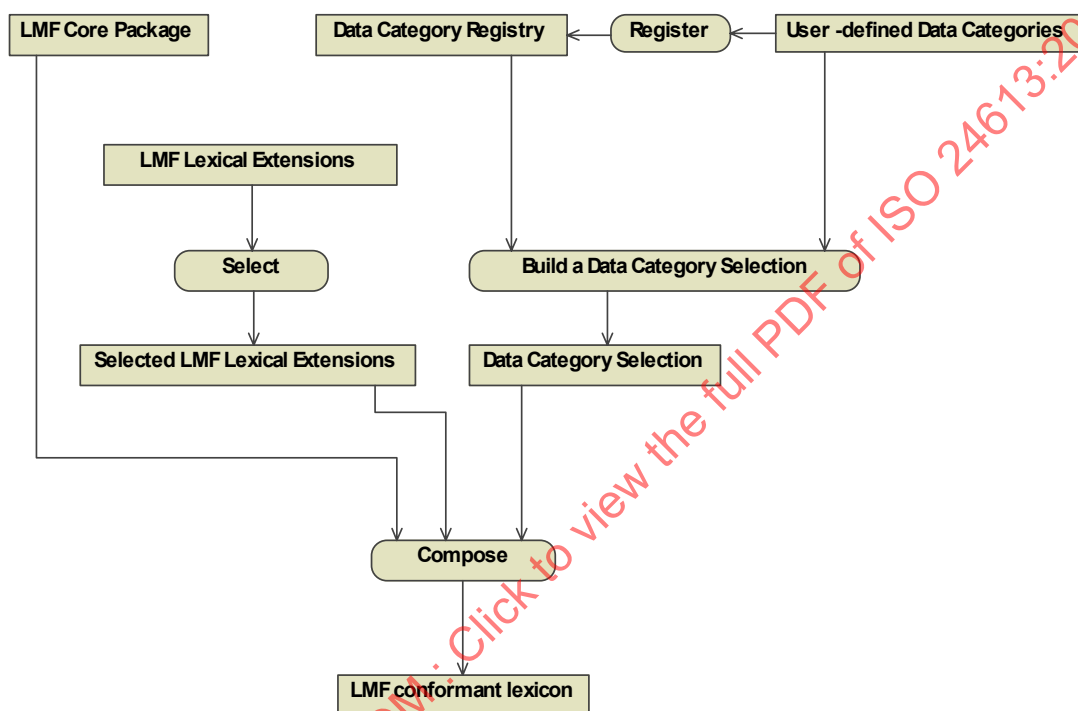 LMF Core Package
Data Category Registry
Register
User -defined Data Categories
LMF Lexical Extensions
Select
Build a Data Category Selection
Selected LMF Lexical Extensions
Data Category Selection
Compose
LMF conformant lexicon
: Click to view the full PDF of ISO 24613:20